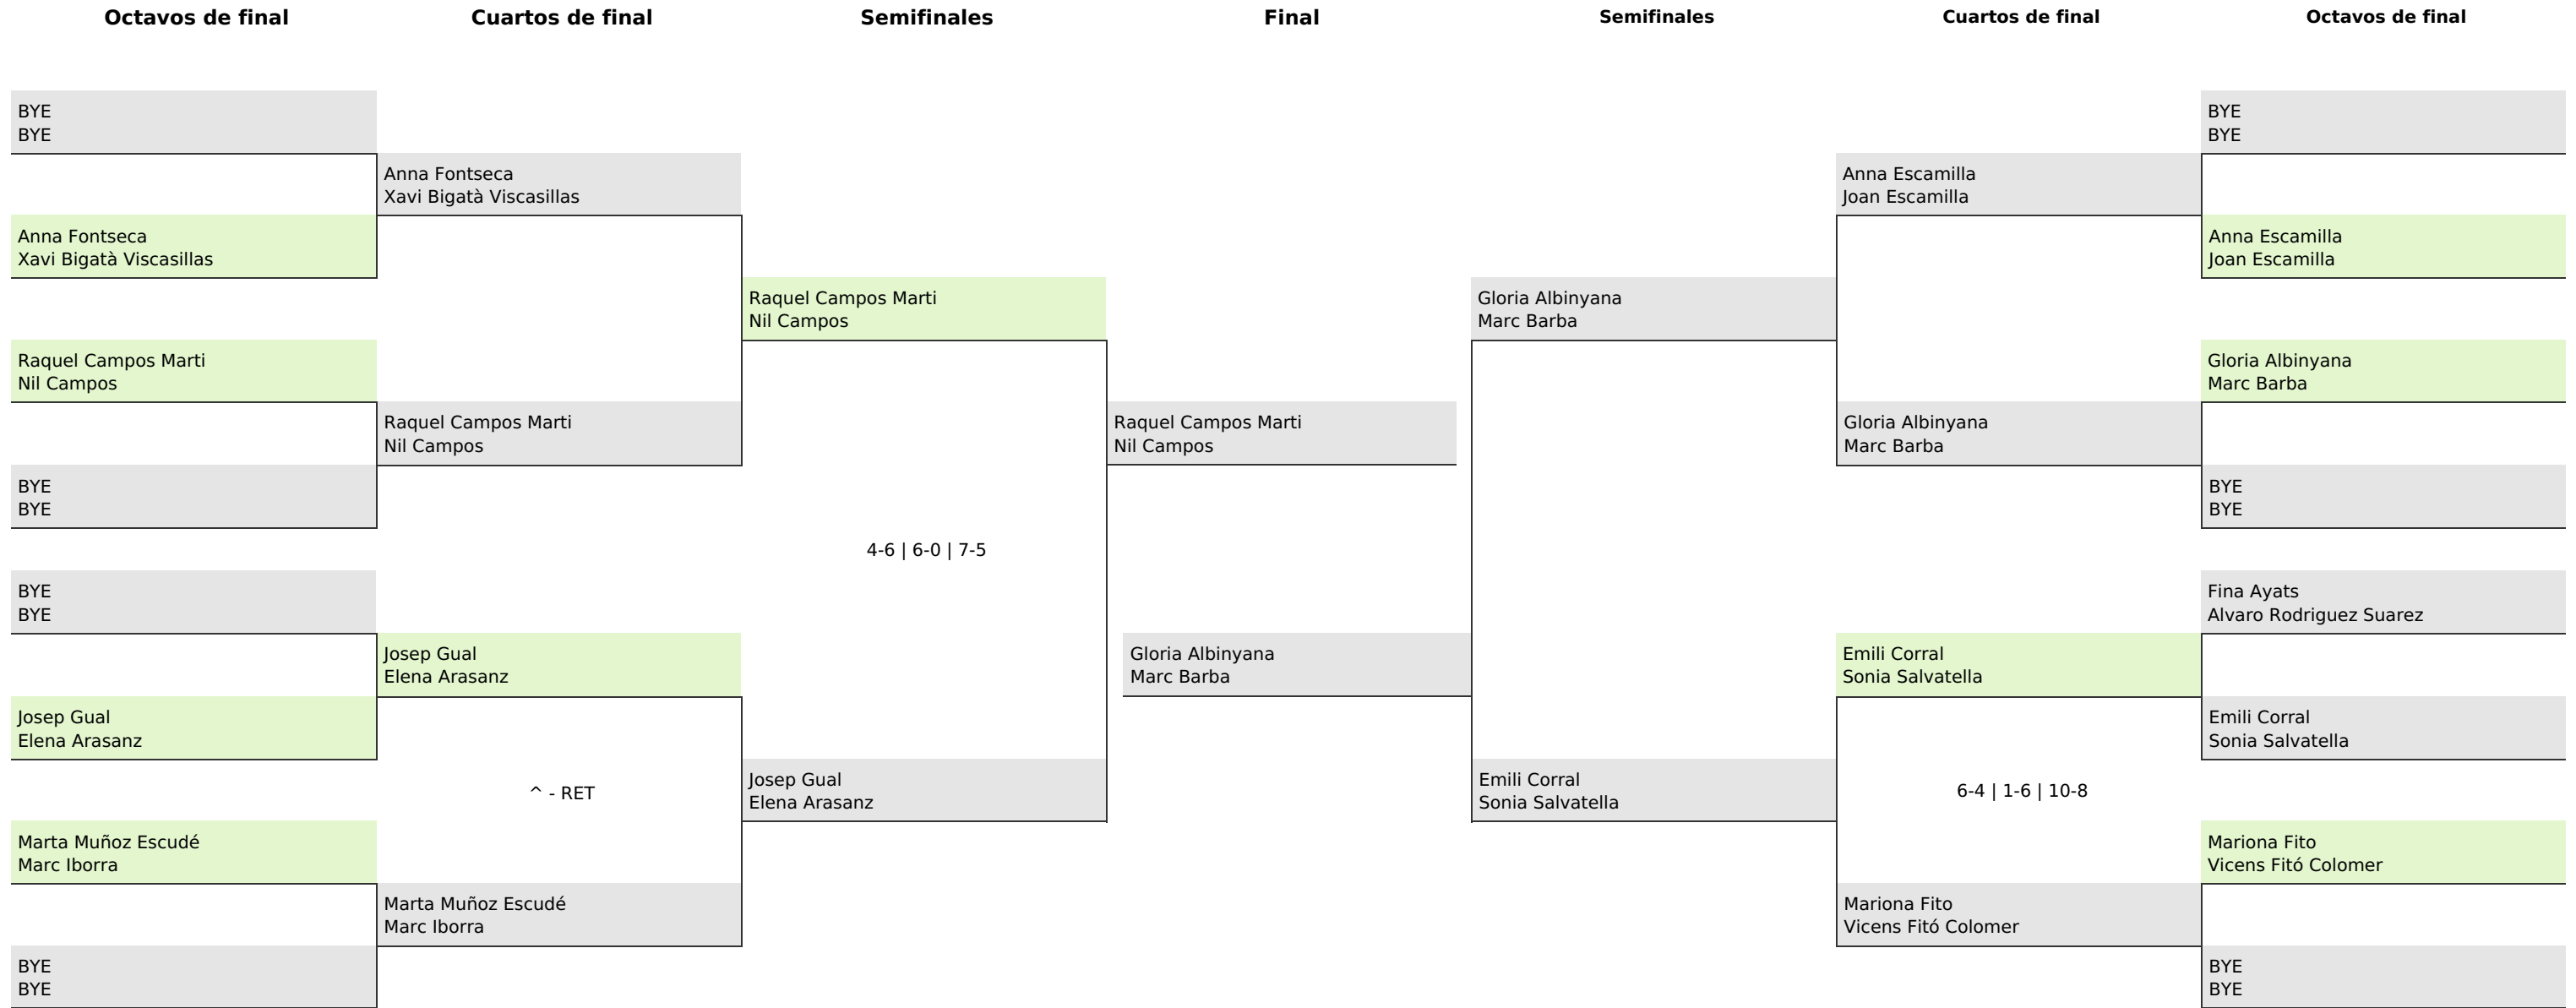 Octavos de final
Cuartos de final
Semifinales
Final
Semifinales
Cuartos de final
Octavos de final
BYE
BYE
Anna Fontseca
Xavi Bigatà Viscasillas
Raquel Campos Marti
Nil Campos
BYE
BYE
BYE
BYE
Josep Gual
Elena Arasanz
Marta Muñoz Escudé
Marc Iborra
BYE
BYE
Anna Fontseca
Xavi Bigatà Viscasillas
Raquel Campos Marti
Nil Campos
Josep Gual
Elena Arasanz
^ - RET
Marta Muñoz Escudé
Marc Iborra
Raquel Campos Marti
Nil Campos
4-6 | 6-0 | 7-5
Josep Gual
Elena Arasanz
Raquel Campos Marti
Nil Campos
Gloria Albinyana
Marc Barba
Gloria Albinyana
Marc Barba
Emili Corral
Sonia Salvatella
Anna Escamilla
Joan Escamilla
Gloria Albinyana
Marc Barba
Emili Corral
Sonia Salvatella
6-4 | 1-6 | 10-8
Mariona Fito
Vicens Fitó Colomer
BYE
BYE
Anna Escamilla
Joan Escamilla
Gloria Albinyana
Marc Barba
BYE
BYE
Fina Ayats
Alvaro Rodriguez Suarez
Emili Corral
Sonia Salvatella
Mariona Fito
Vicens Fitó Colomer
BYE
BYE